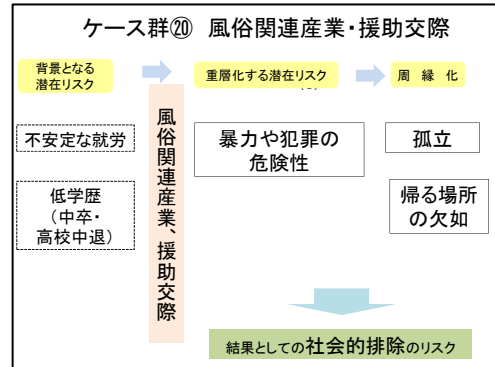 ケース群⑳ 風俗関連産業・援助交際
背景となる
潜在リスク
重層化する潜在リスク
周 縁 化
不安定な就労
低学歴
(中卒・
高校中退)
風俗関連産業、援助交際
暴力や犯罪の
危険性
孤立
帰る場所
の欠如
結果としての社会的排除のリスク